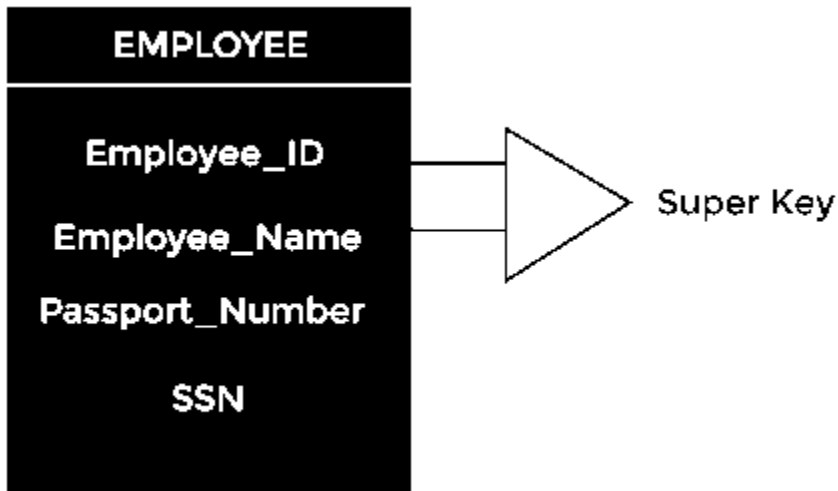 EMPLOYEE
Employee_ID
Employee_Name
Passport_Number
SSN
Super Key